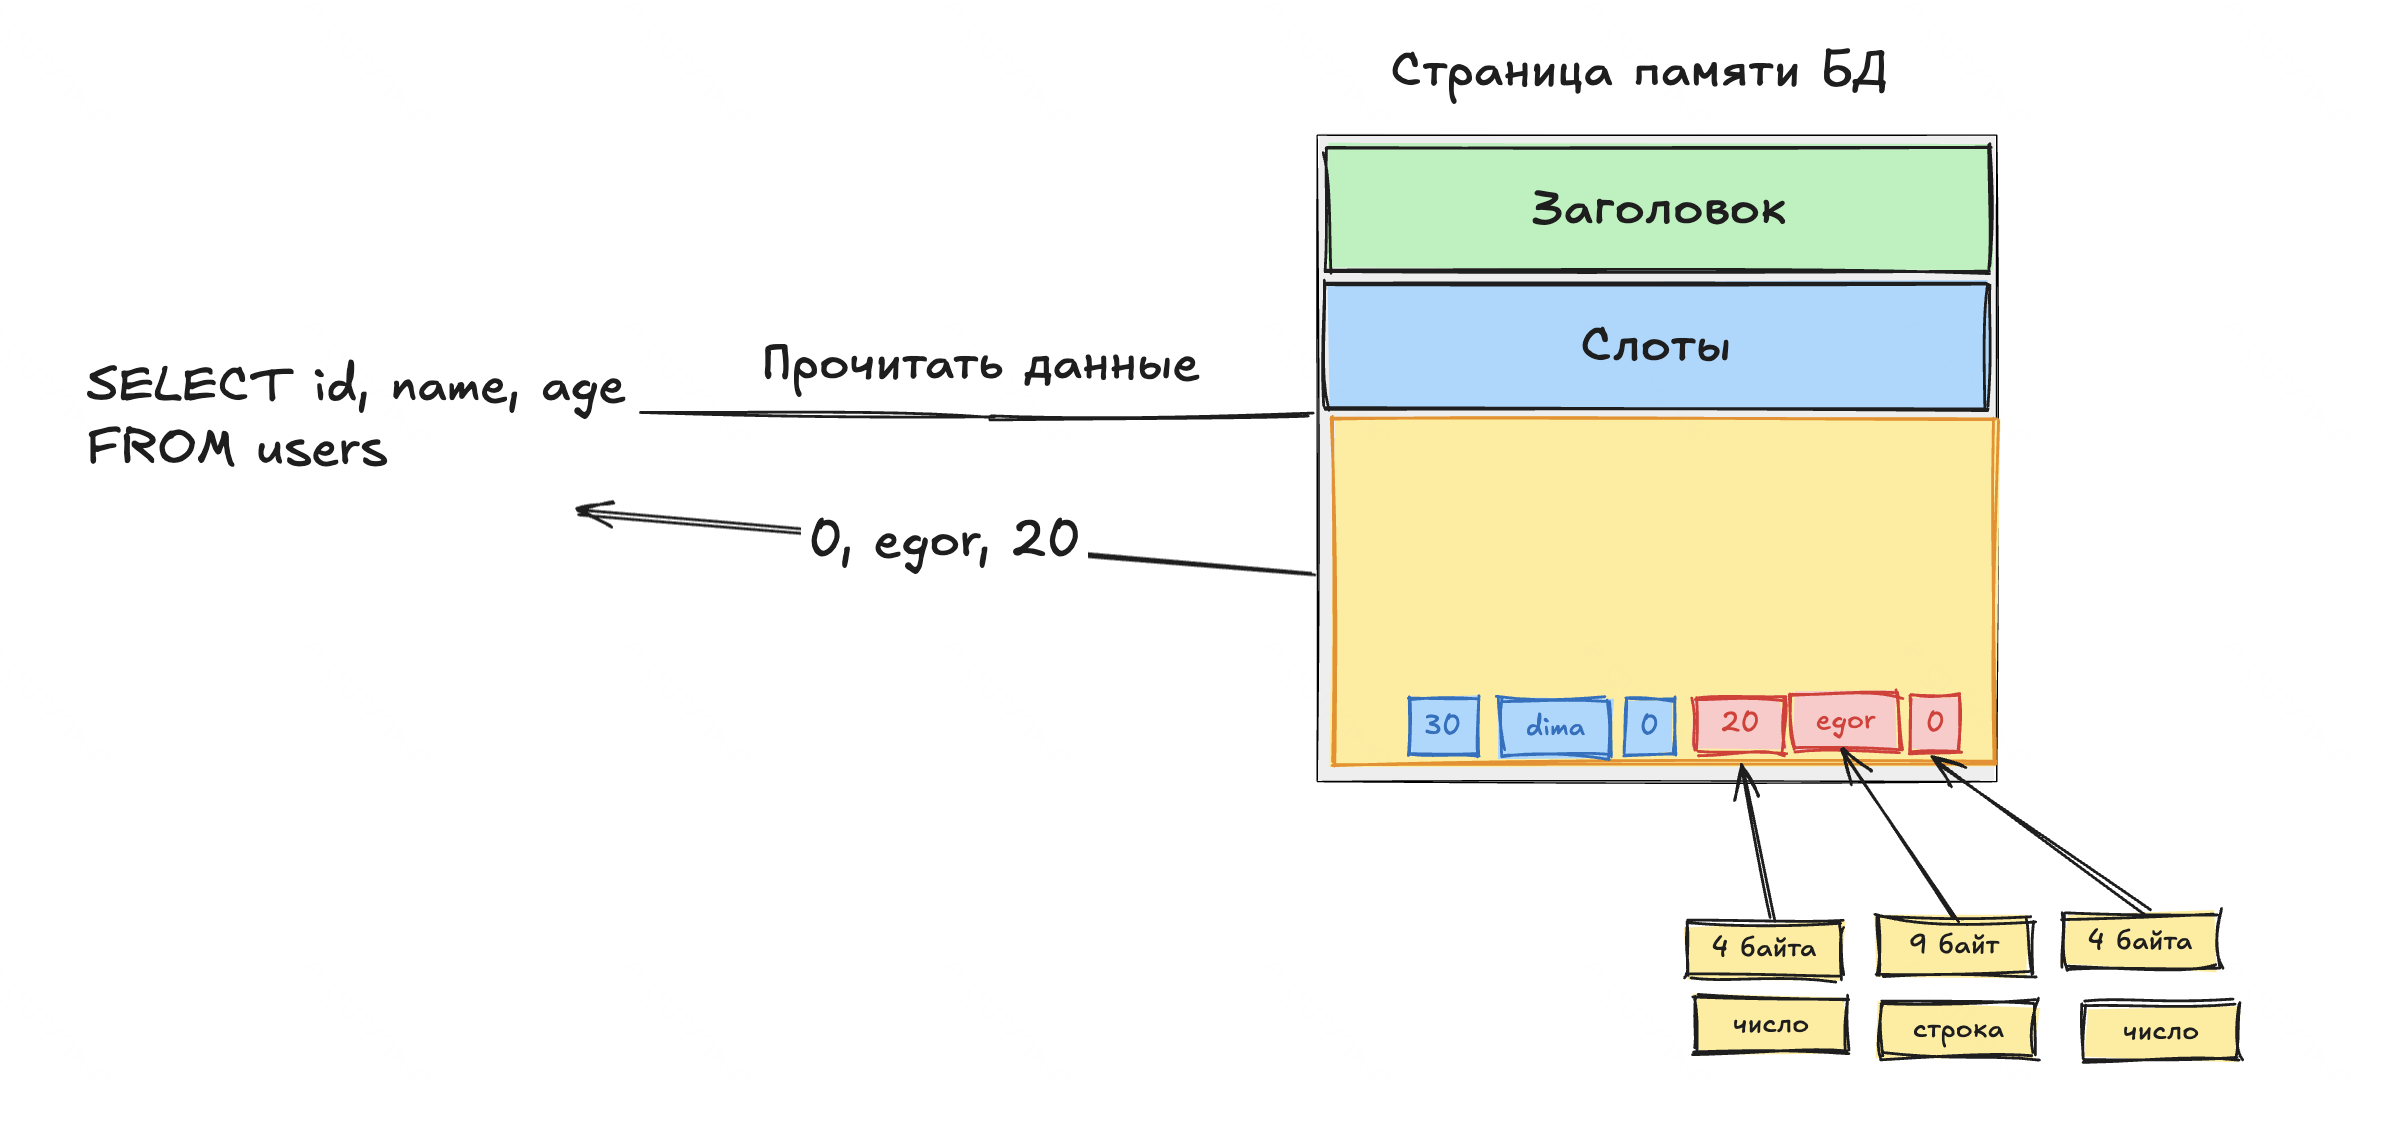 Страница памяти БД
Заголовок
Слоты
Прочитать данные
SELECT id, name, age
FROM users
0, egor, 20
30 dima 0 20 egor 0
4 байта 9 байт 4 байта
число строка число